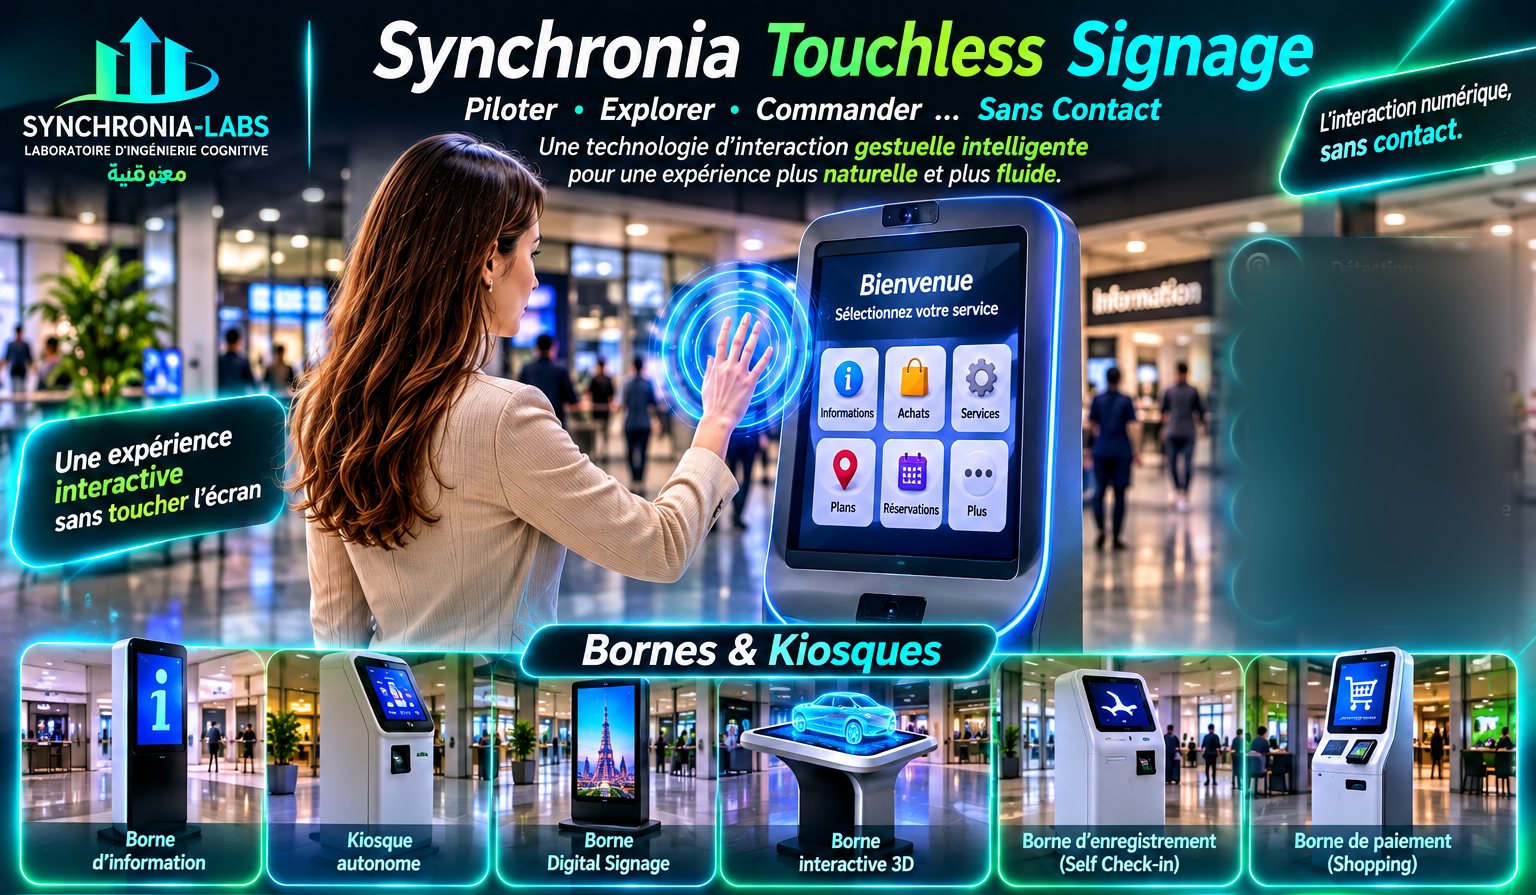 SYNCHRONIA-LABS
LABORATOIRE D'INGÉNIERIE COGNITIVE
معنوقنية
Synchronia Touchless Signage
Piloter • Explorer • Commander ... Sans Contact
Une technologie d'interaction gestuelle intelligente
pour une expérience plus naturelle et plus fluide.
L'interaction numérique,
sans contact.
Détection
Information
Bienvenue
Sélectionnez votre service
Informations
Achats
Services
Plans
Réservations
Plus
Une expérience
interactive
sans toucher l'écran
Bornes & Kiosques
Borne
d'information
Kiosque
autonome
Borne
Digital Signage
Borne
interactive 3D
Borne d'enregistrement
(Self Check-in)
Borne de paiement
(Shopping)